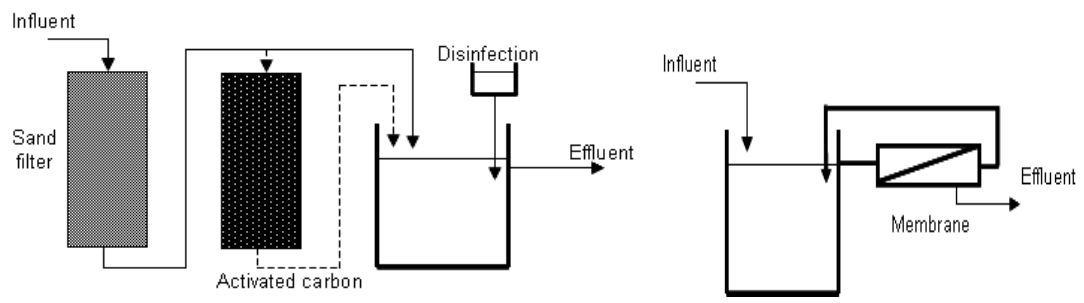 Influent
Sand
filter
Activated carbon
Disinfection
Effluent
Influent
Membrane
Effluent